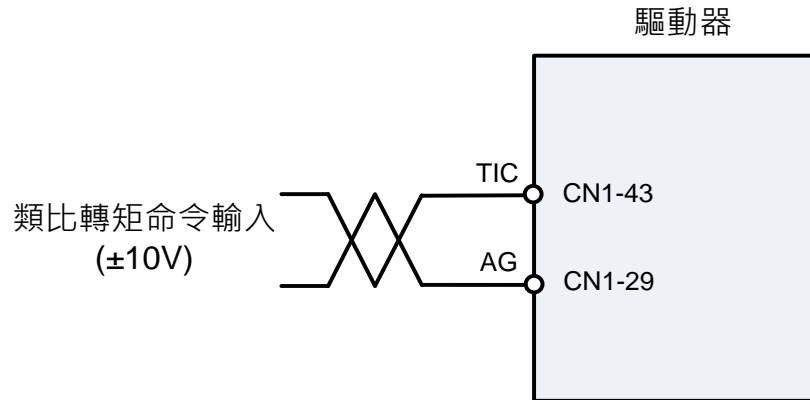 驅動器
TIC
CN1-43
類比轉矩命令輸入
(±10V)
AG
CN1-29